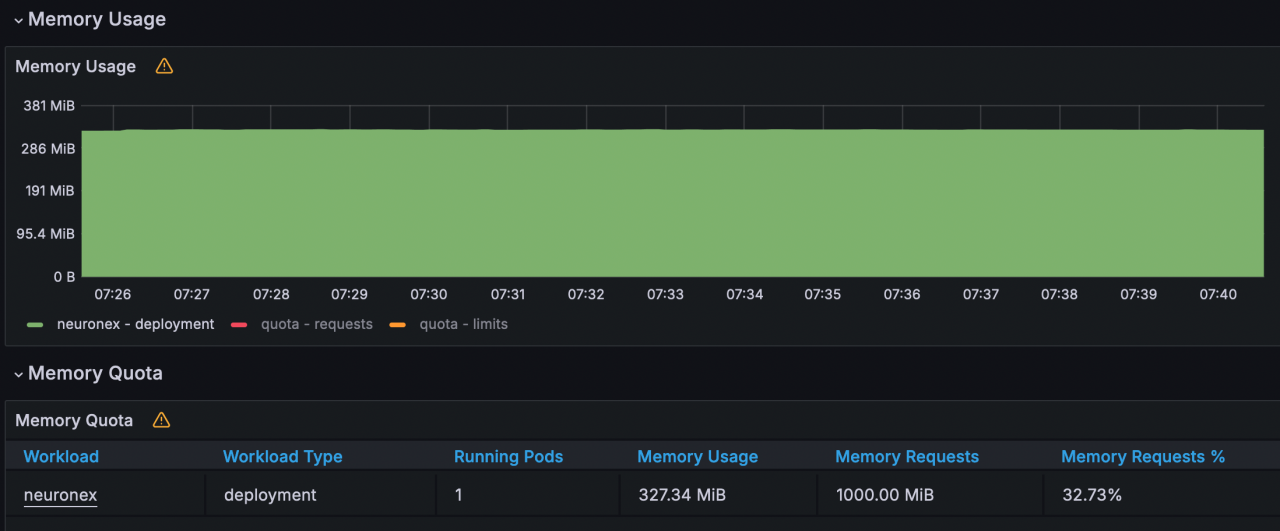 Memory Usage
Memory Usage
381 MiB
286 MiB
191 MiB
95.4 MiB
0 B
07:26 07:27 07:28 07:29 07:30 07:31 07:32 07:33 07:34 07:35 07:36 07:37 07:38 07:39 07:40
neuronex - deployment quota - requests quota - limits
Memory Quota
Memory Quota
Workload Workload Type Running Pods Memory Usage Memory Requests Memory Requests %
neuronex deployment 1 327.34 MiB 1000.00 MiB 32.73%